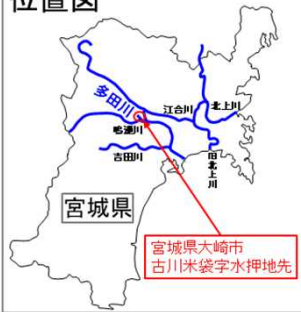 位置図
多田川
江合川
北上川
鳴瀬川
吉田川
旧北上川
宮城県
宮城県大崎市
古川米袋字水押地先